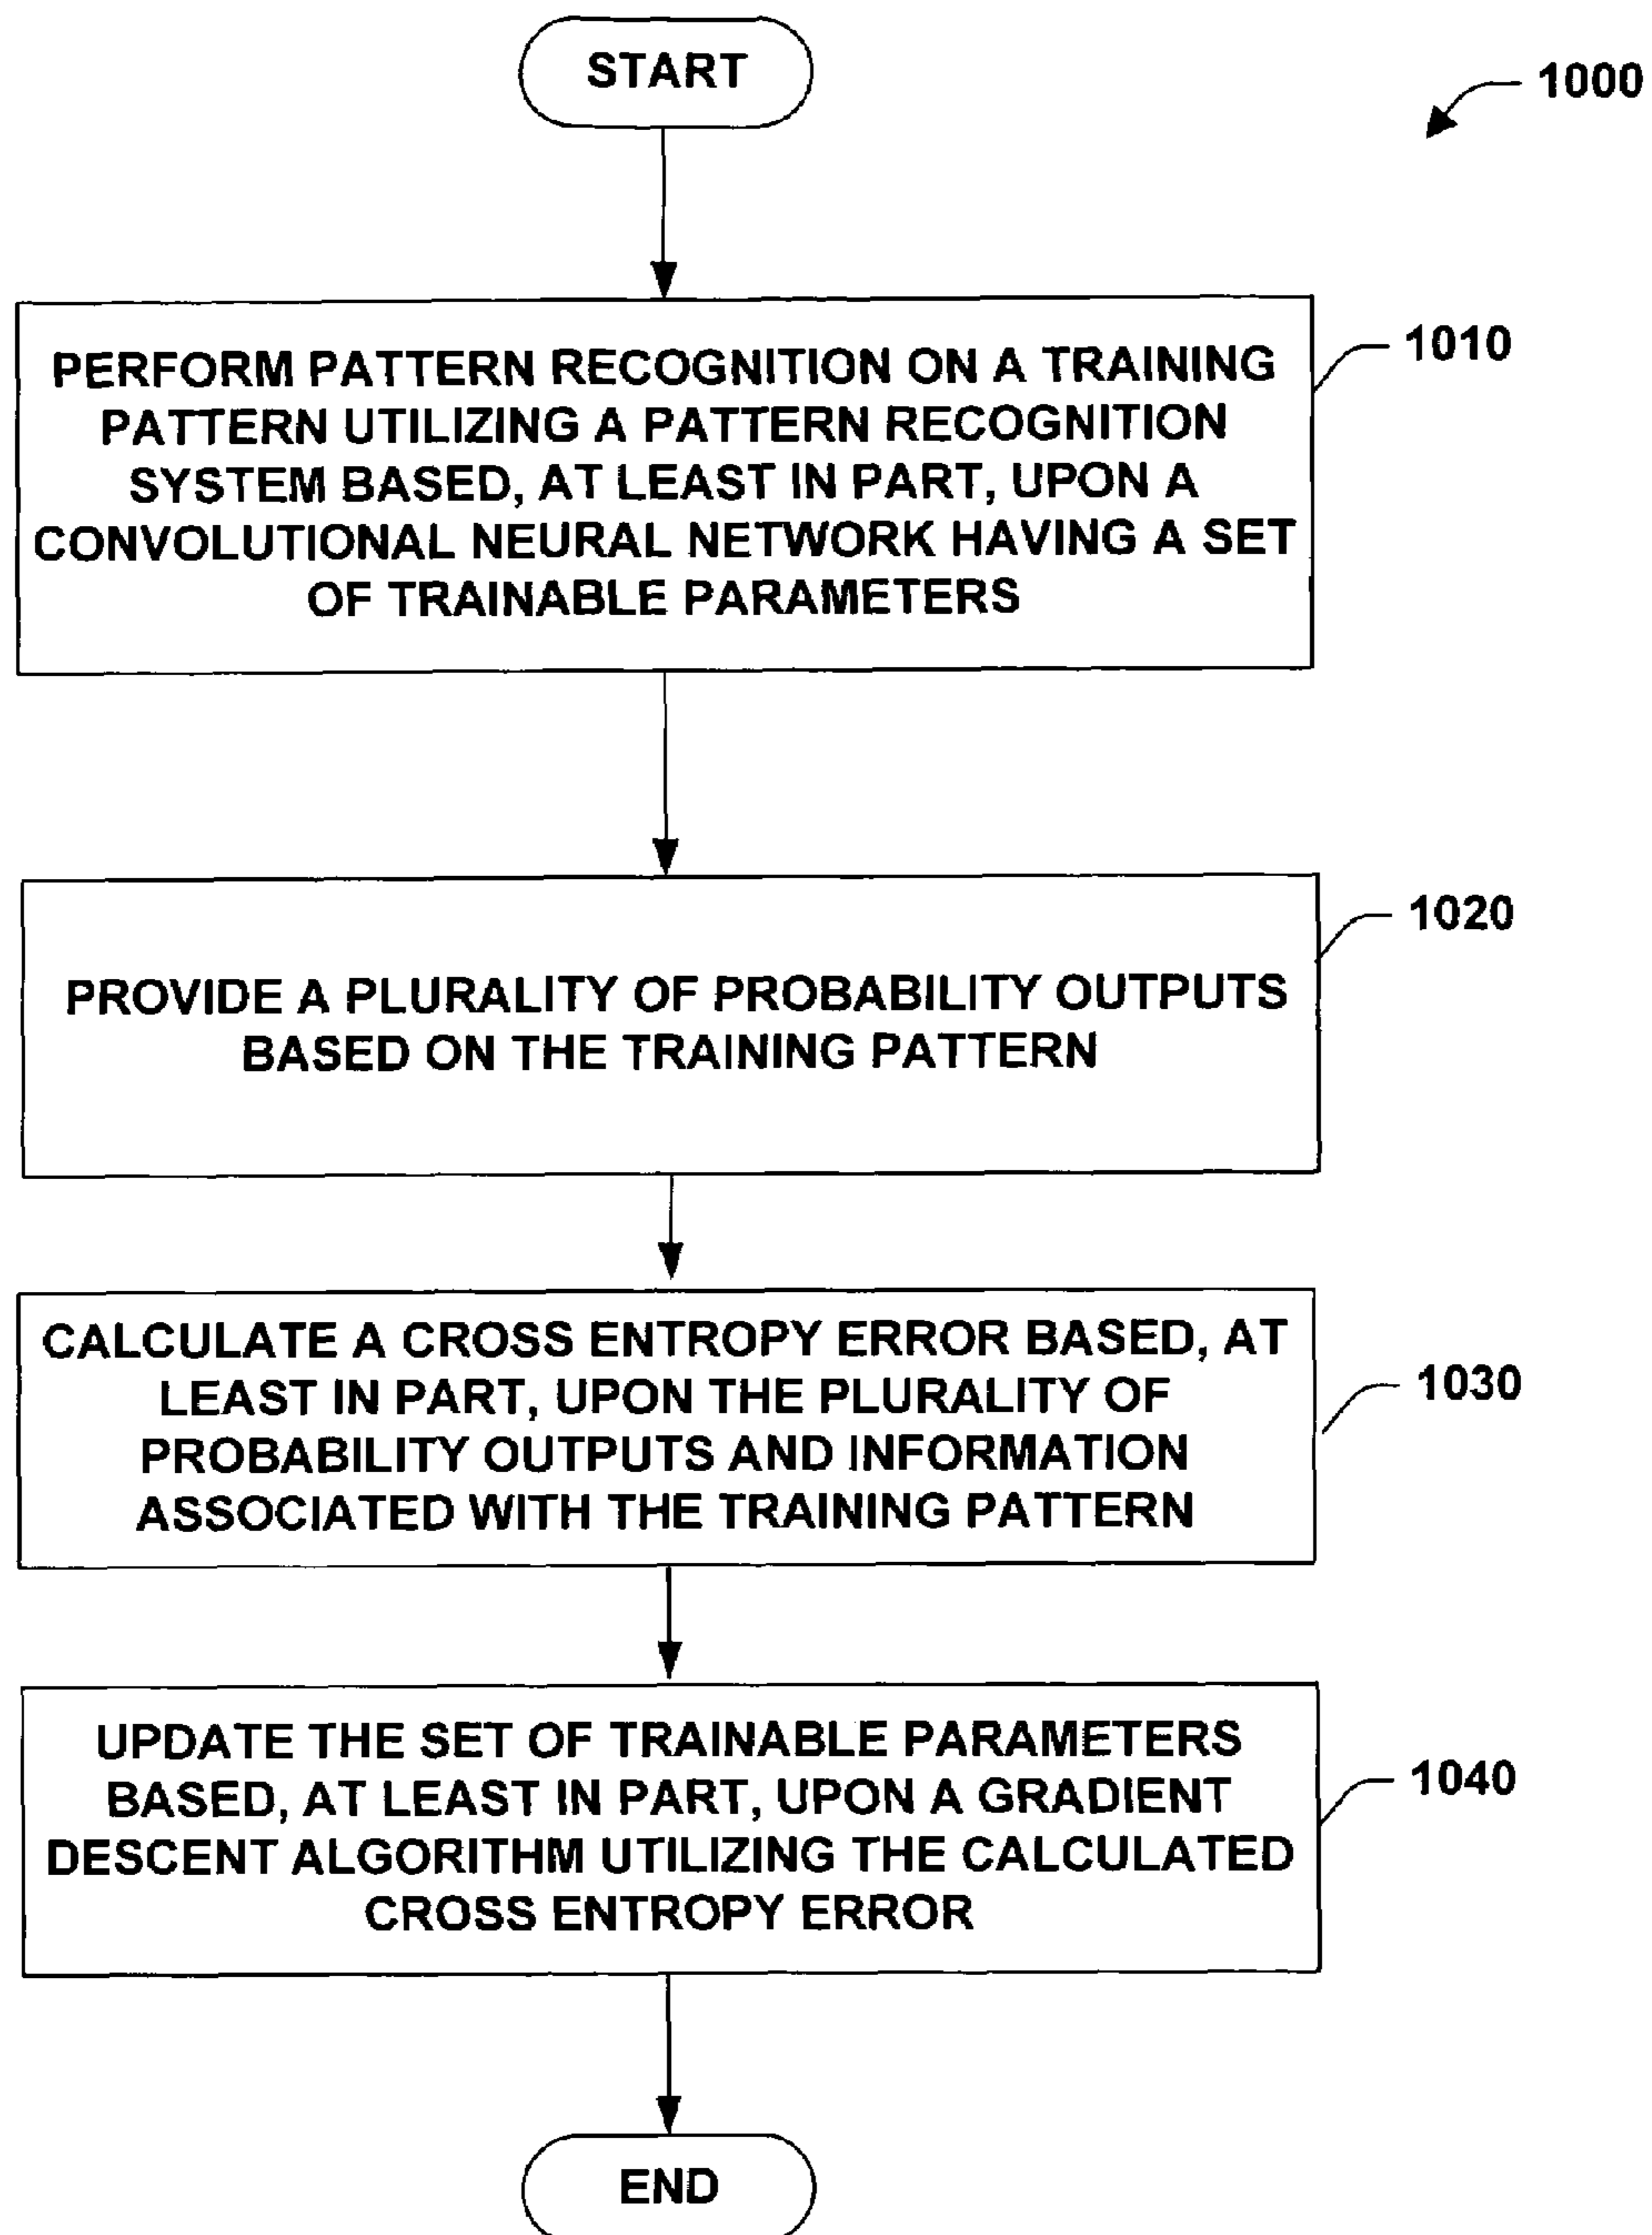 START
1000
PERFORM PATTERN RECOGNITION ON A TRAINING
PATTERN UTILIZING A PATTERN RECOGNITION
SYSTEM BASED, AT LEAST IN PART, UPON A
CONVOLUTIONAL NEURAL NETWORK HAVING A SET
OF TRAINABLE PARAMETERS
1010
PROVIDE A PLURALITY OF PROBABILITY OUTPUTS
BASED ON THE TRAINING PATTERN
1020
CALCULATE A CROSS ENTROPY ERROR BASED, AT
LEAST IN PART, UPON THE PLURALITY OF
PROBABILITY OUTPUTS AND INFORMATION
ASSOCIATED WITH THE TRAINING PATTERN
1030
UPDATE THE SET OF TRAINABLE PARAMETERS
BASED, AT LEAST IN PART, UPON A GRADIENT
DESCENT ALGORITHM UTILIZING THE CALCULATED
CROSS ENTROPY ERROR
1040
END